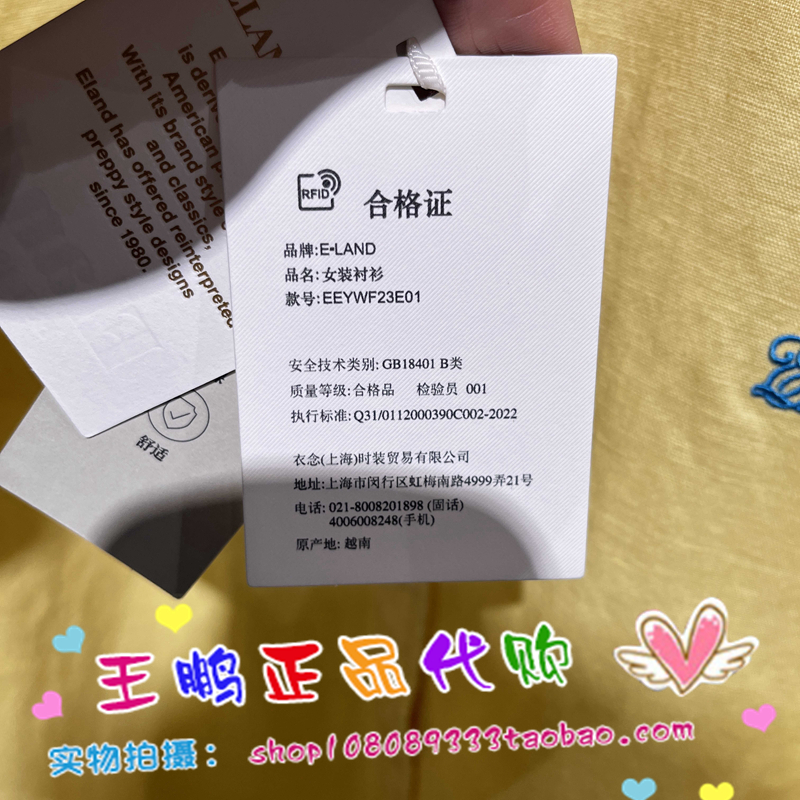 ELAN
is deriv
American p
With its brand style
and classics,
Eland has offered reinterpreted
preppy style designs
since 1980.
舒适
RFID
合格证
品牌:E•LAND
品名:女装衬衫
款号:EEYWF23E01
安全技术类别: GB18401 B类
质量等级:合格品 检验员 001
执行标准:Q31/0112000390C002-2022
衣念(上海)时装贸易有限公司
地址:上海市闵行区虹梅南路4999弄21号
电话: 021-8008201898 (固话)
4006008248(手机)
原产地: 越南
王鹏正品代购
实物拍摄: shop108089333taobao.com